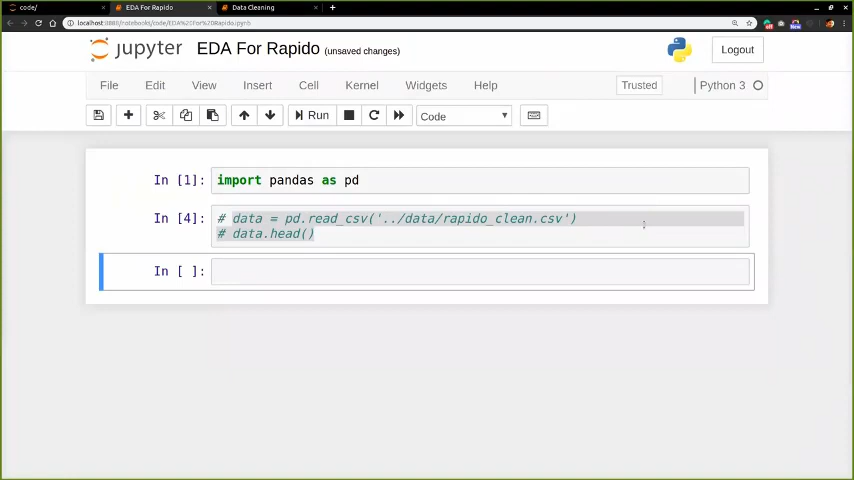 code/
EDA For Rapido
Data Cleaning
localhost:8888/notebooks/code/EDA%20For%20Rapido.ipynb
jupyter EDA For Rapido (unsaved changes)
Logout
File Edit View Insert Cell Kernel Widgets Help
Trusted
Python 3
Run
Code
In [1]: import pandas as pd
In [4]: # data = pd.read_csv('../data/rapido_clean.csv')
# data.head()
In [ ]: